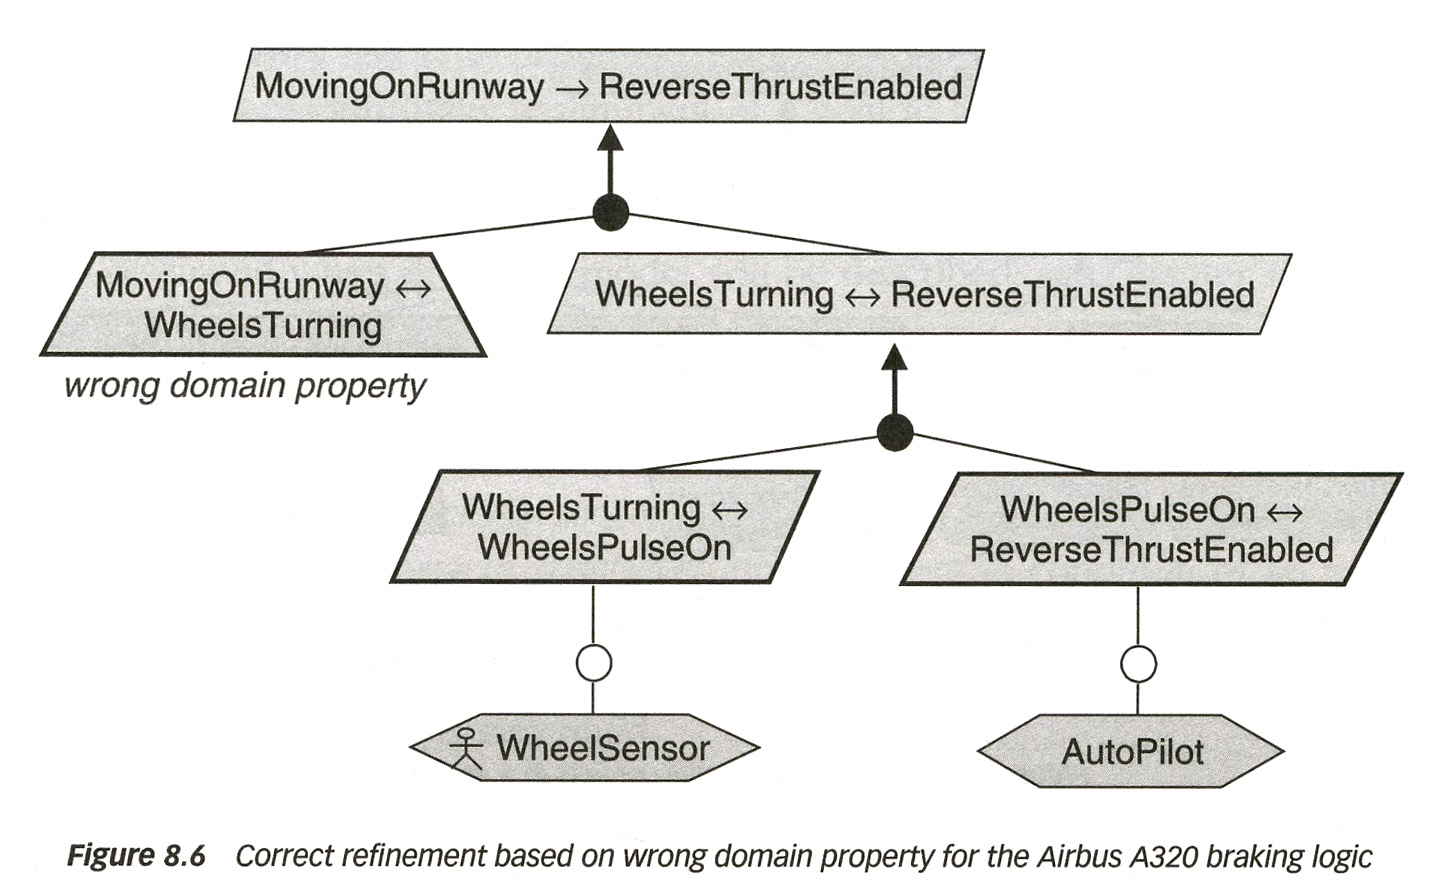 MovingOnRunway → ReverseThrustEnabled
MovingOnRunway ↔
WheelsTurning
WheelsTurning ↔ ReverseThrustEnabled
wrong domain property
WheelsTurning ↔
WheelsPulseOn
WheelsPulseOn ↔
ReverseThrustEnabled
WheelSensor
AutoPilot
Figure 8.6 Correct refinement based on wrong domain property for the Airbus A320 braking logic